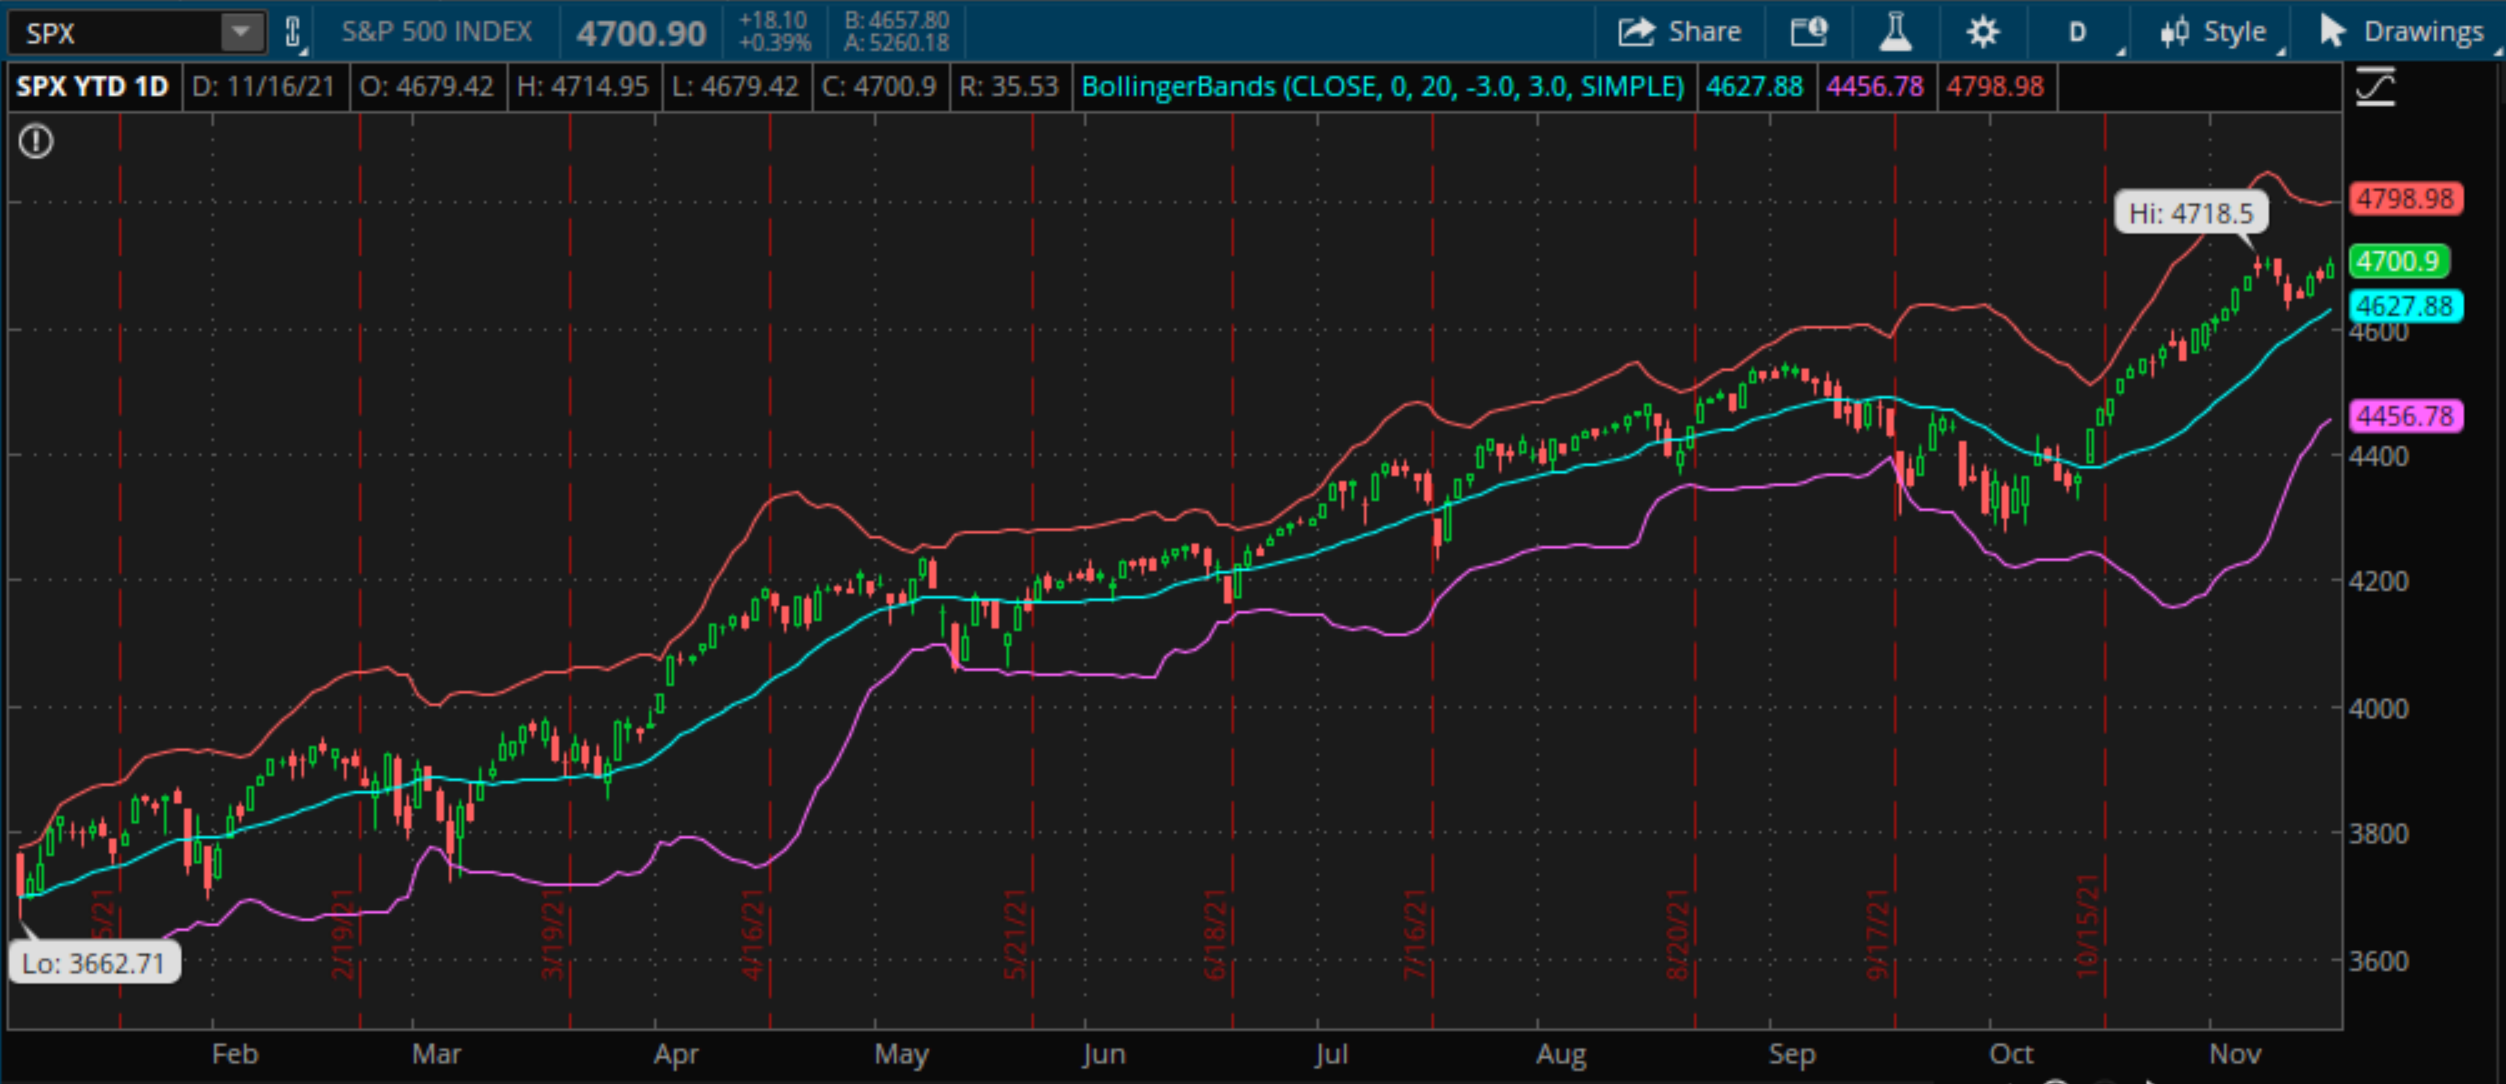 SPX S&P 500 INDEX 4700.90 +18.10 B: 4657.80 Share D Style Drawings
+0.39% A: 5260.18
SPX YTD 1D D: 11/16/21 O: 4679.42 H: 4714.95 L: 4679.42 C: 4700.9 R: 35.53 BollingerBands (CLOSE, 0, 20, -3.0, 3.0, SIMPLE) 4627.88 4456.78 4798.98
4798.98
Hi: 4718.5
4700.9
4627.88
4600
4456.78
4400
4200
4000
3800
5/21 2/19/21 3/19/21 4/16/21 5/21/21 6/18/21 7/16/21 8/20/21 9/17/21 10/15/21
Lo: 3662.71
3600
Feb Mar Apr May Jun Jul Aug Sep Oct Nov